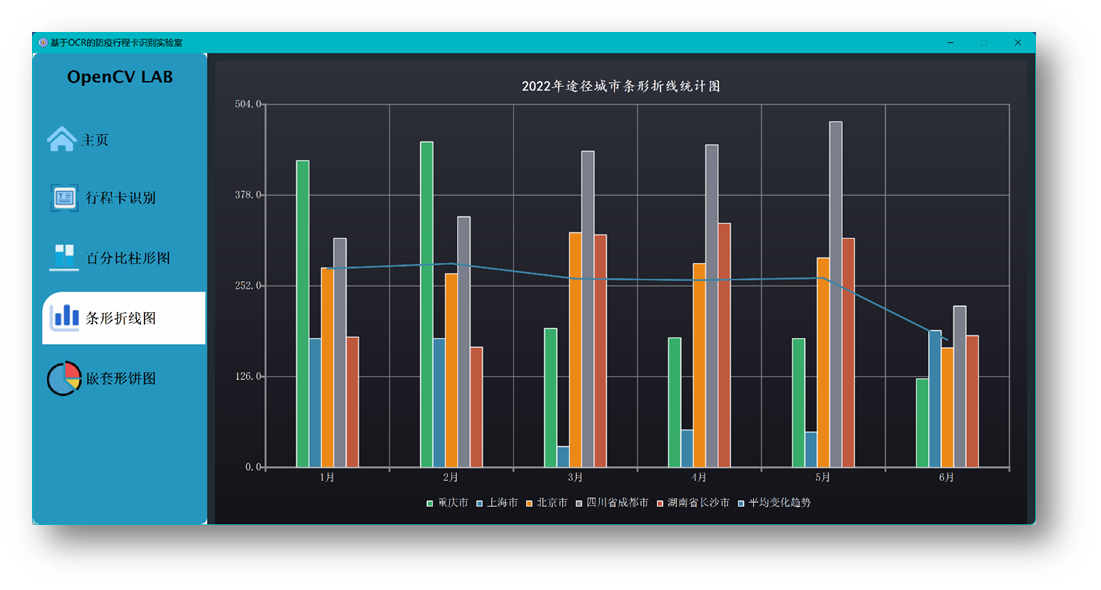 基于OCR的防疫行程卡识别实验室
OpenCV LAB
主页
行程卡识别
百分比柱形图
条形折线图
嵌套形饼图
2022年途径城市条形折线统计图
504.0
378.0
252.0
126.0
0.0
1月 2月 3月 4月 5月 6月
重庆市 上海市 北京市 四川省成都市 湖南省长沙市 平均变化趋势